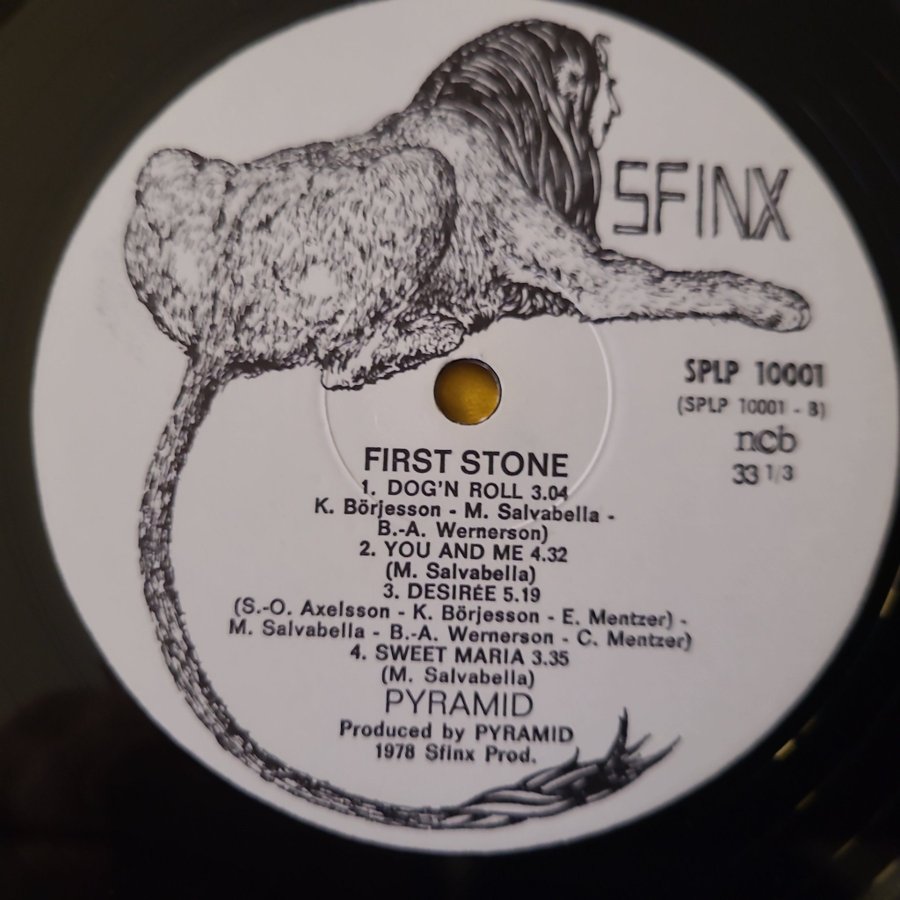 SFINX
SPLP 10001
(SPLP 10001 - B)
ncb
33 1/3
FIRST STONE
1. DOG'N ROLL 3.04
K. Börjesson - M. Salvabella -
B.-A. Wernerson)
2. YOU AND ME 4.32
(M. Salvabella)
3. DESIRÉE 5.19
(S.-O. Axelsson - K. Börjesson - E. Mentzer) -
M. Salvabella - B.-A. Wernerson - C. Mentzer)
4. SWEET MARIA 3.35
(M. Salvabella)
PYRAMID
Produced by PYRAMID
1978 Sfinx Prod.